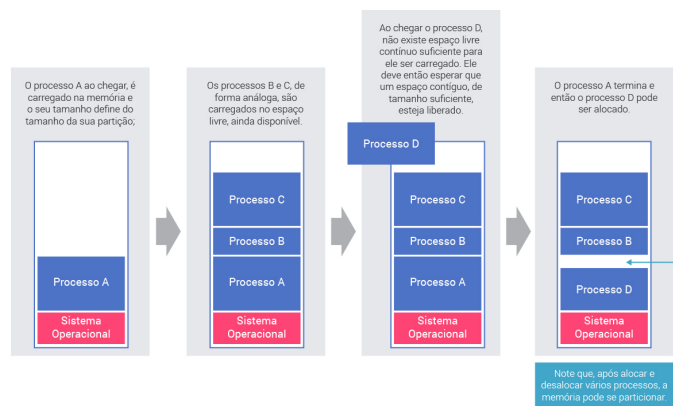 O processo A ao chegar, é
carregado na memória e
o seu tamanho define do
tamanho da sua partição;
Processo A
Sistema
Operacional
Os processos B e C, de
forma análoga, são
carregados no espaço
livre, ainda disponível.
Processo C
Processo B
Processo A
Sistema
Operacional
Ao chegar o processo D,
não existe espaço livre
contínuo suficiente para
ele ser carregado. Ele
deve então esperar que
um espaço contíguo, de
tamanho suficiente,
esteja liberado.
Processo D
Processo C
Processo B
Processo A
Sistema
Operacional
O processo A termina e
então o processo D pode
ser alocado.
Processo C
Processo B
Processo D
Sistema
Operacional
Note que, após alocar e
desalocar vários processos, a
memória pode se particionar.